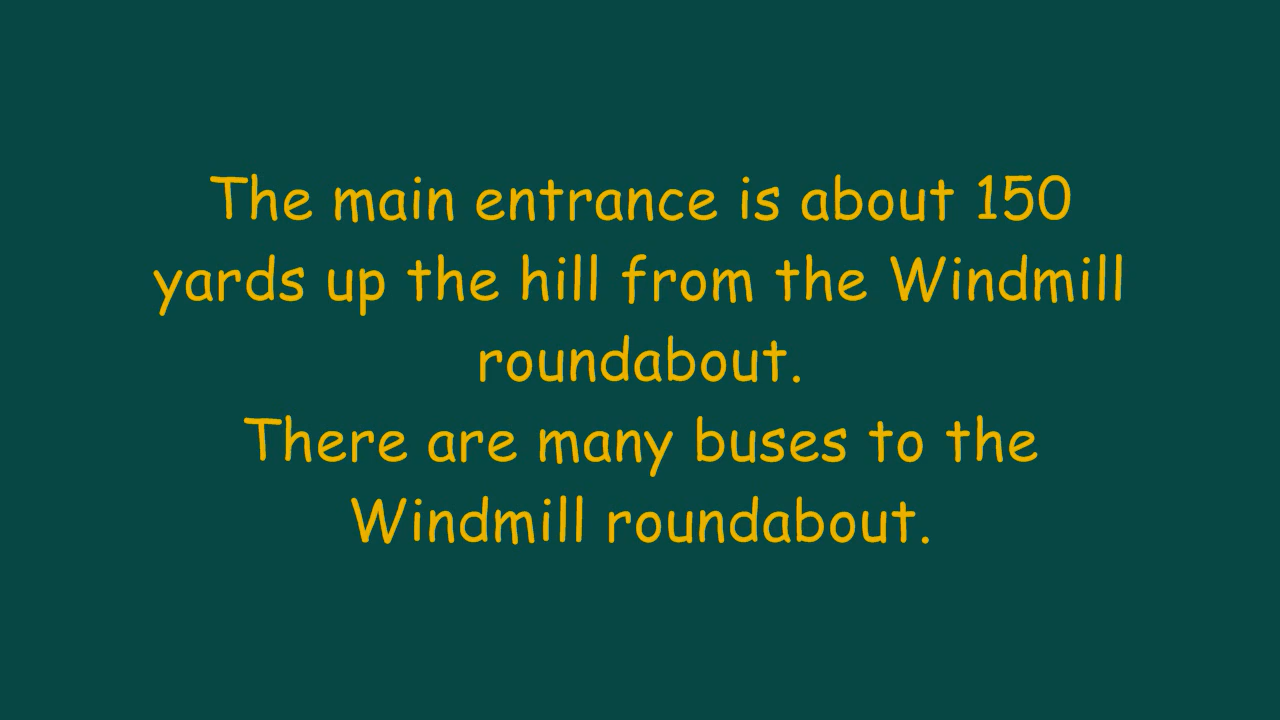 The main entrance is about 150
yards up the hill from the Windmill
roundabout.
There are many buses to the
Windmill roundabout.